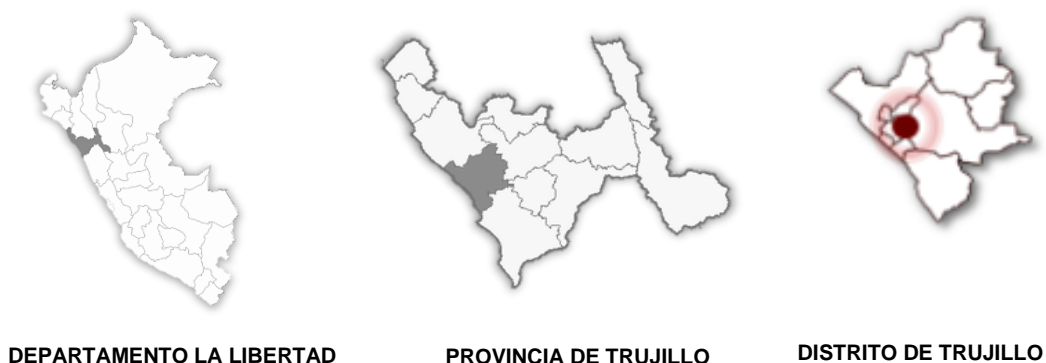 DEPARTAMENTO LA LIBERTAD
PROVINCIA DE TRUJILLO
DISTRITO DE TRUJILLO